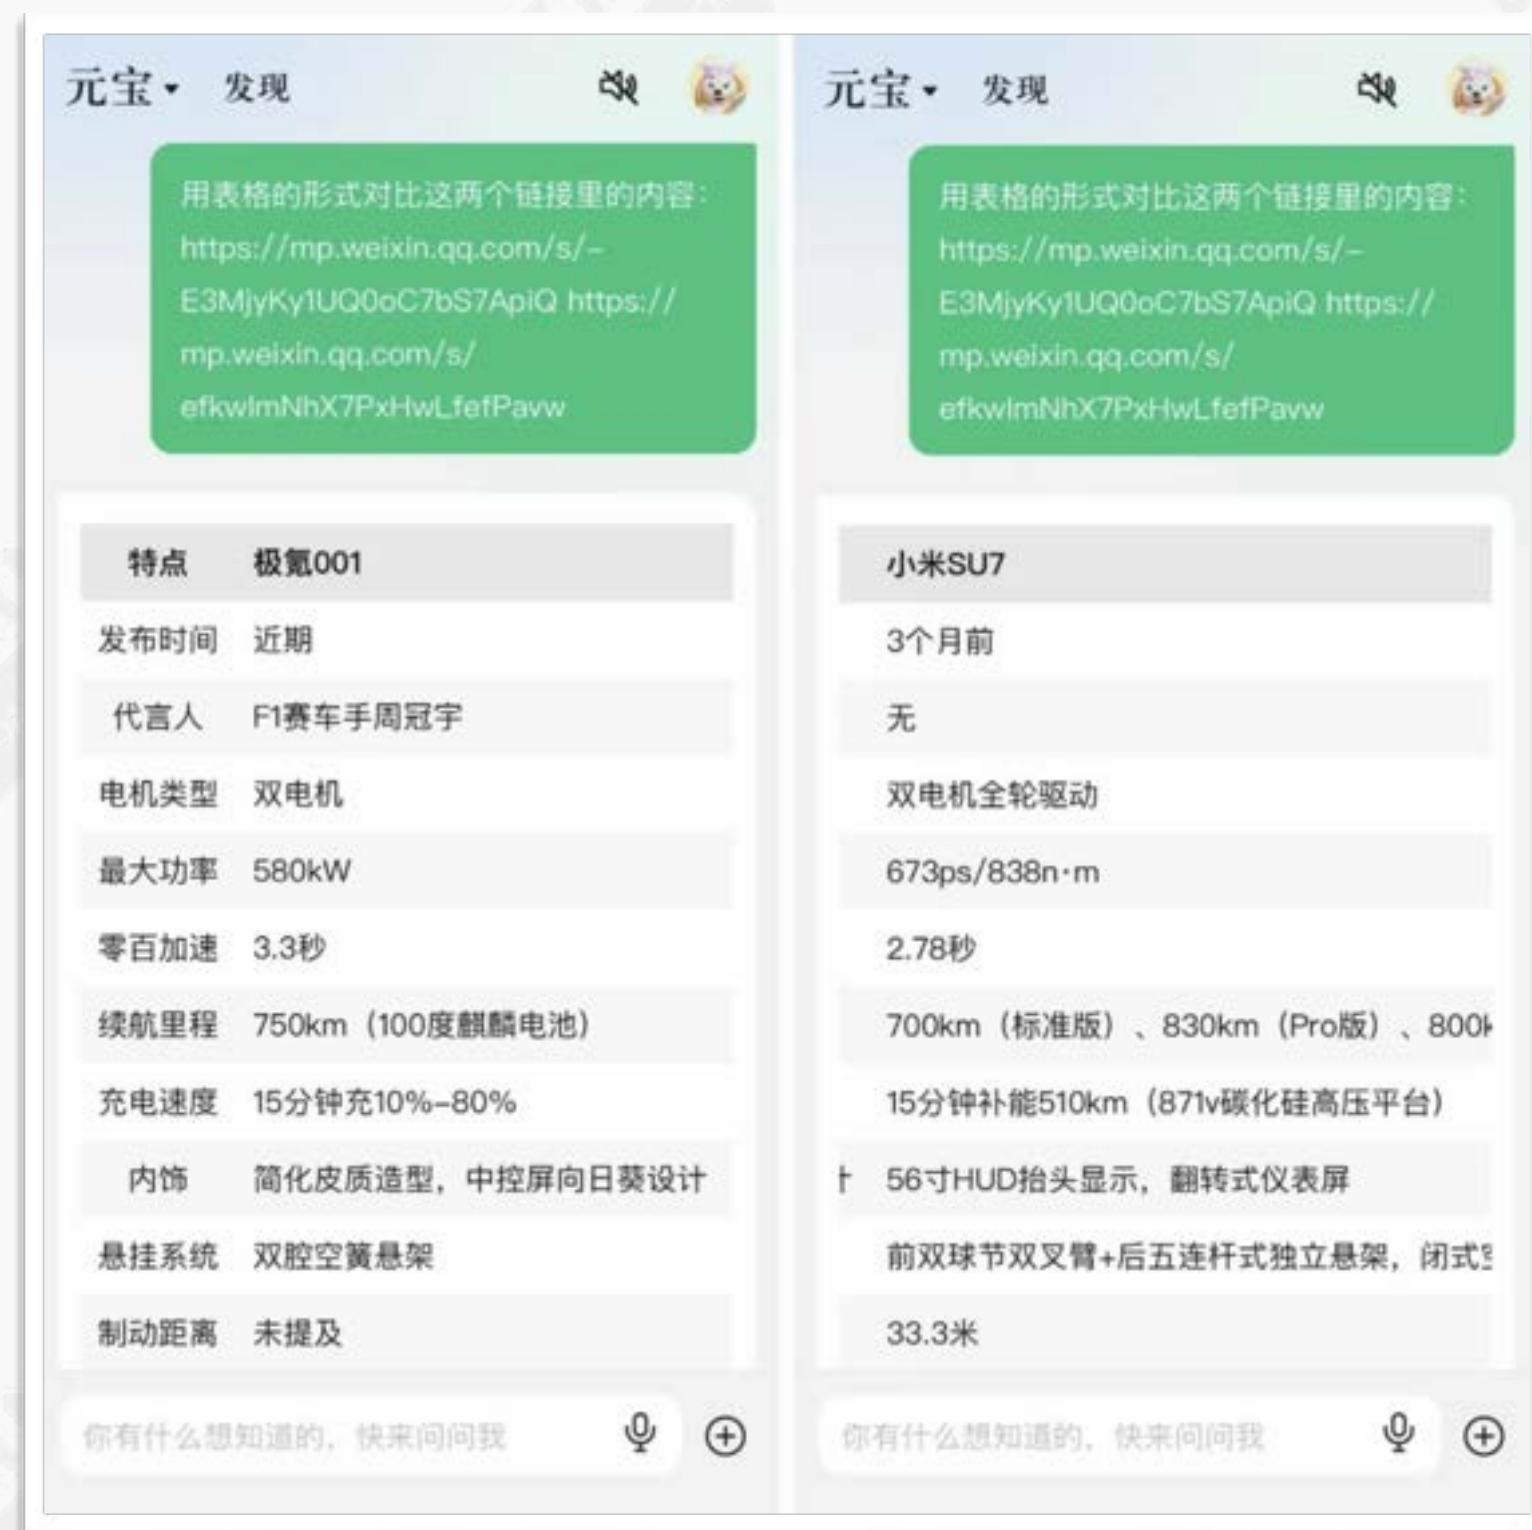 元宝 发现
用表格的形式对比这两个链接里的内容：
https://mp.weixin.qq.com/s/-
E3MjyKy1UQ0oC7bS7ApiQ https://
mp.weixin.qq.com/s/
efkwImNhX7PxHwLfefPavw
特点 极氪001
发布时间 近期
代言人 F1赛车手周冠宇
电机类型 双电机
最大功率 580kW
零百加速 3.3秒
续航里程 750km（100度麒麟电池）
充电速度 15分钟充10%-80%
内饰 简化皮质造型，中控屏向日葵设计
悬挂系统 双腔空簧悬架
制动距离 未提及
你有什么想知道的，快来问问我
元宝 发现
用表格的形式对比这两个链接里的内容：
https://mp.weixin.qq.com/s/-
E3MjyKy1UQ0oC7bS7ApiQ https://
mp.weixin.qq.com/s/
efkwImNhX7PxHwLfefPavw
小米SU7
3个月前
无
双电机全轮驱动
673ps/838n·m
2.78秒
700km（标准版）、830km（Pro版）、800k
15分钟补能510km（871v碳化硅高压平台）
56寸HUD抬头显示，翻转式仪表屏
前双球节双叉臂+后五连杆式独立悬架，闭式
33.3米
你有什么想知道的，快来问问我